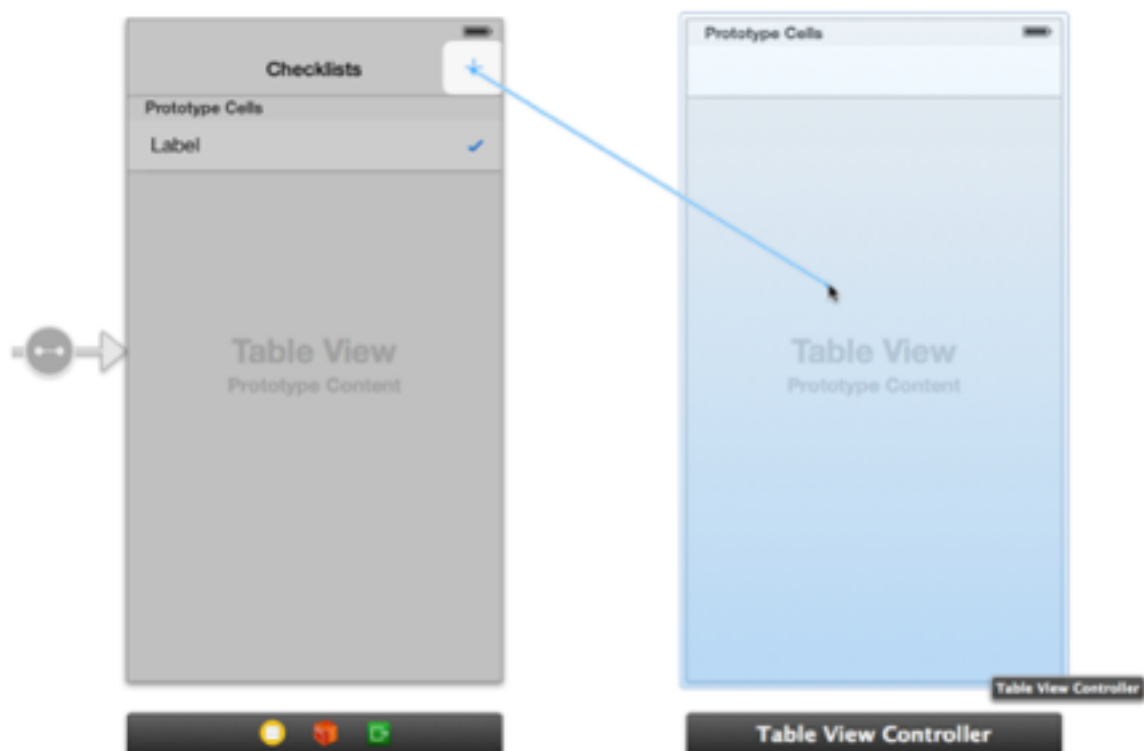 Checklists
Prototype Cells
Label
Table View
Prototype Content
Prototype Cells
Table View
Prototype Content
Table View Controller
Table View Controller